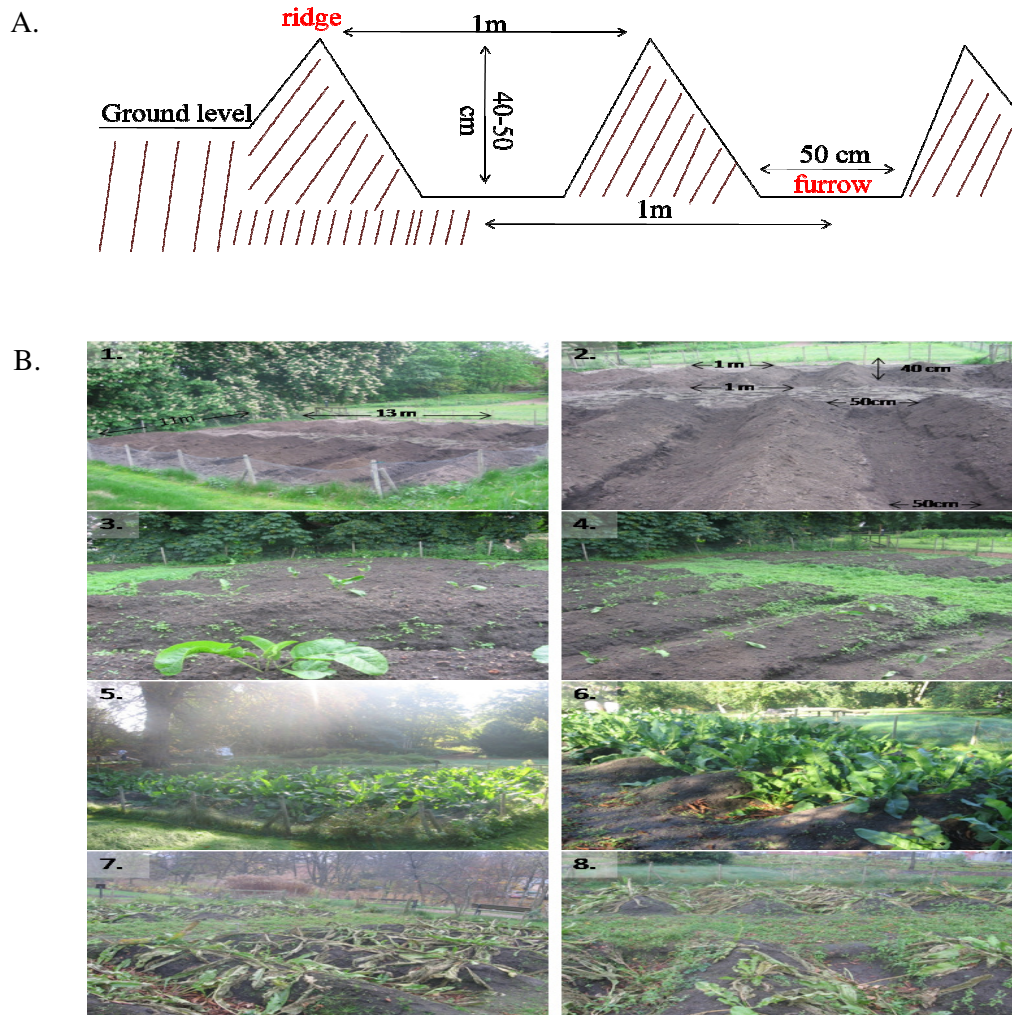 A.
ridge
1m
40-50
cm
Ground level
50 cm
furrow
1m
B.
1.
11m
13 m
2.
1 m
40 cm
1 m
50cm
50cm
3.
4.
5.
6.
7.
8.